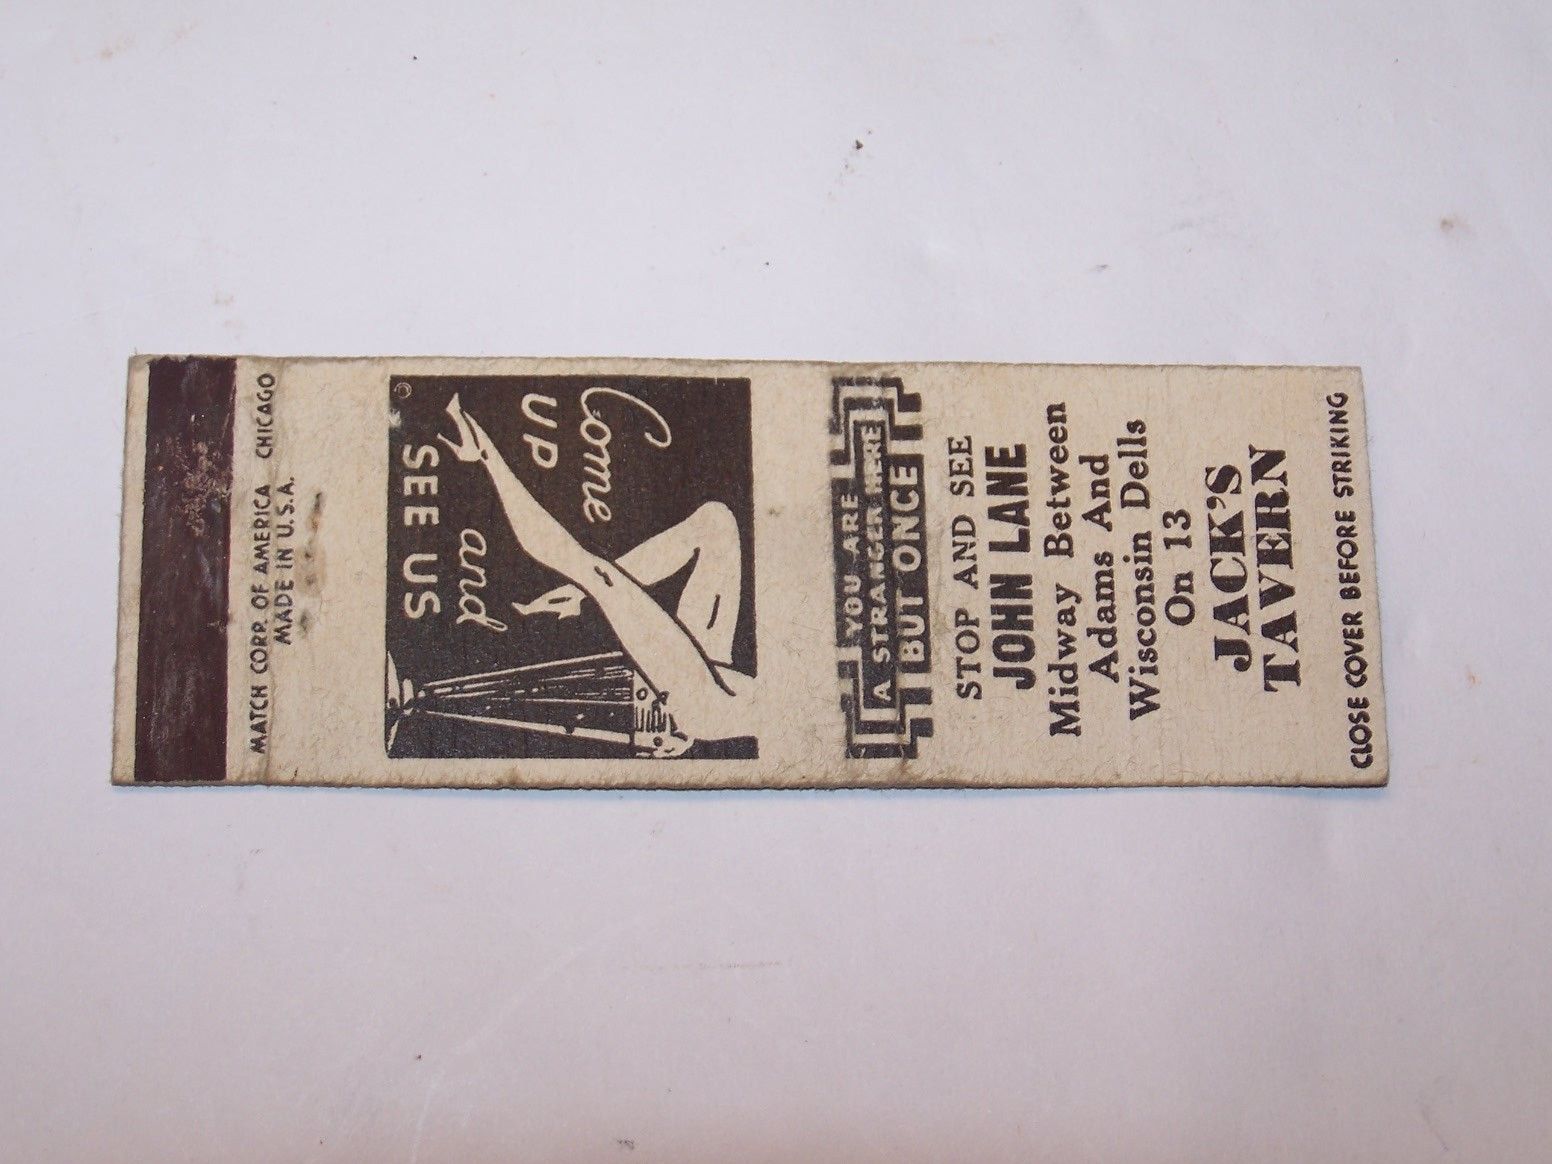 MATCH CORP. OF AMERICA CHICAGO
MADE IN U.S.A.
©
Come
UP
and
SEE US
YOU ARE
A STRANGER HERE
BUT ONCE
STOP AND SEE
JOHN LANE
Midway Between
Adams And
Wisconsin Dells
On 13
JACK'S
TAVERN
CLOSE COVER BEFORE STRIKING